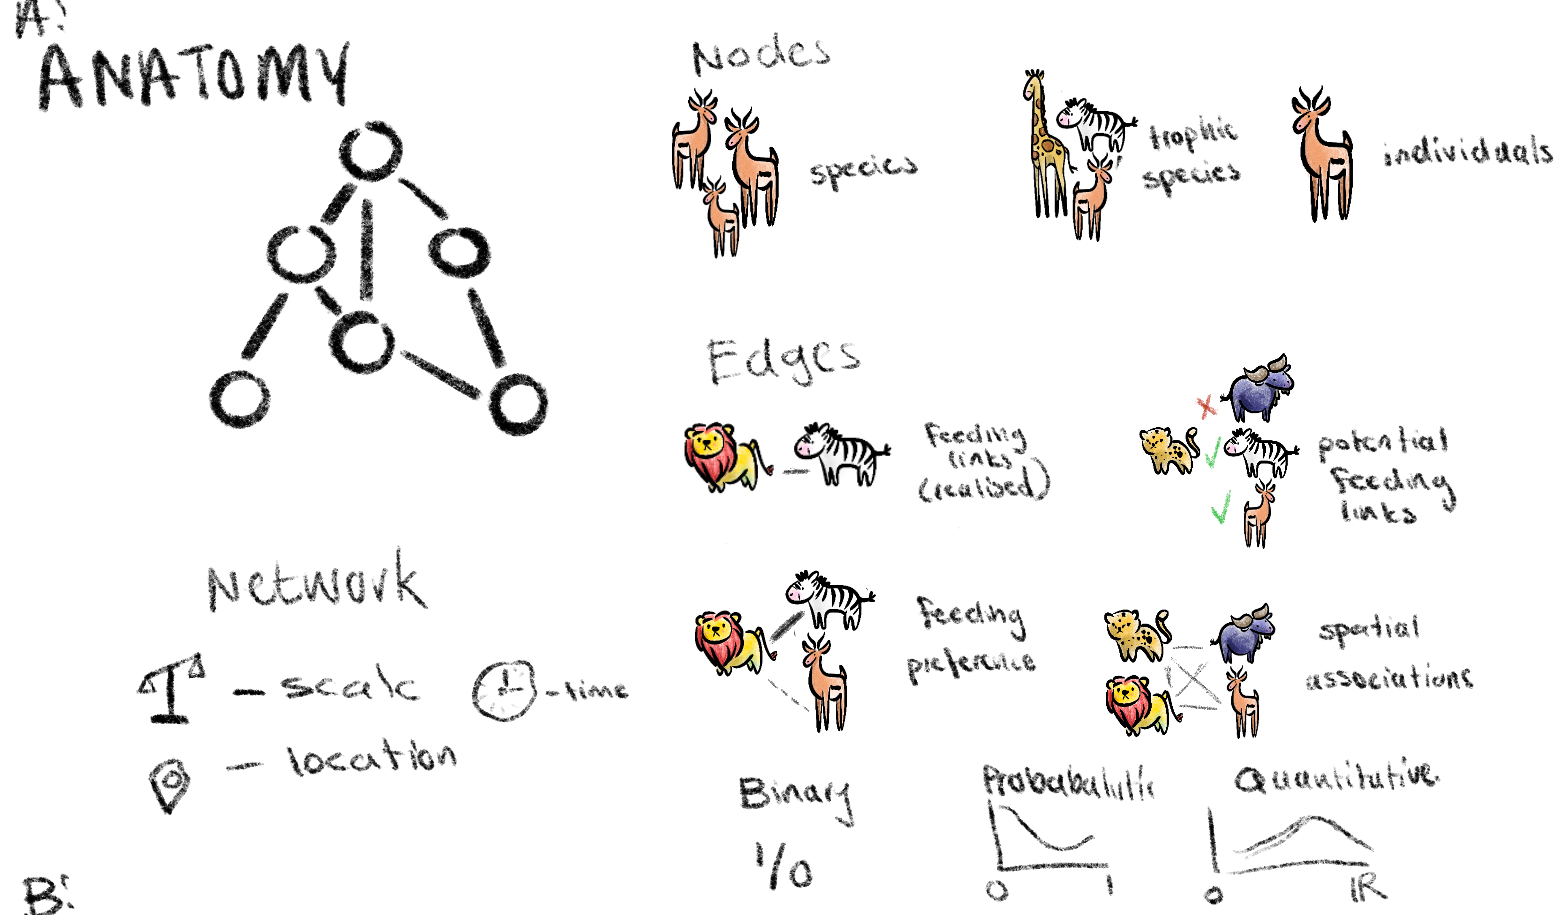 A:
ANATOMY
Nodes
species
trophic
species
individuals
Edges
Feeding
links
(realised)
potential
feeding
links
feeding
preference
spatial
associations
Network
- scale
- time
- location
Binary
1/0
Probabalistic
0 1
Quantitative
0 IR
B: